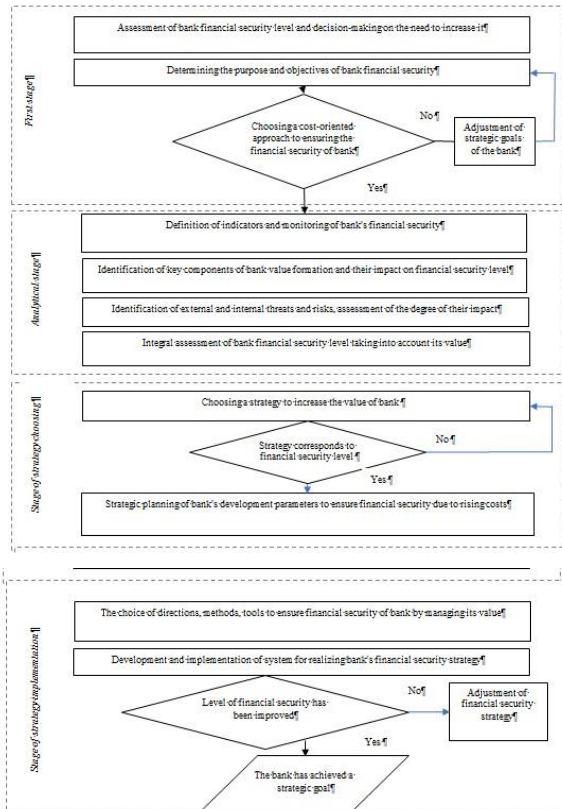 First stage¶
Assessment of bank financial security level and decision-making on the need to increase it¶
Determining the purpose and objectives of bank financial security¶
Choosing a cost-oriented
approach to ensuring the
financial security of bank¶
No ¶
Adjustment of
strategic goals
of the bank¶
Yes¶
Analytical stage¶
Definition of indicators and monitoring of bank's financial security¶
Identification of key components of bank value formation and their impact on financial security level¶
Identification of external and internal threats and risks, assessment of the degree of their impact¶
Integral assessment of bank financial security level taking into account its value¶
Stage of strategy choosing¶
Choosing a strategy to increase the value of bank ¶
Strategy corresponds to
financial security level ¶
No ¶
Yes ¶
Strategic planning of bank's development parameters to ensure financial security due to rising costs¶
Stage of strategy implementation¶
The choice of directions, methods, tools to ensure financial security of bank by managing its value¶
Development and implementation of system for realizing bank's financial security strategy¶
Level of financial security has
been improved¶
No¶
Adjustment of
financial security
strategy ¶
Yes ¶
The bank has achieved a
strategic goal¶